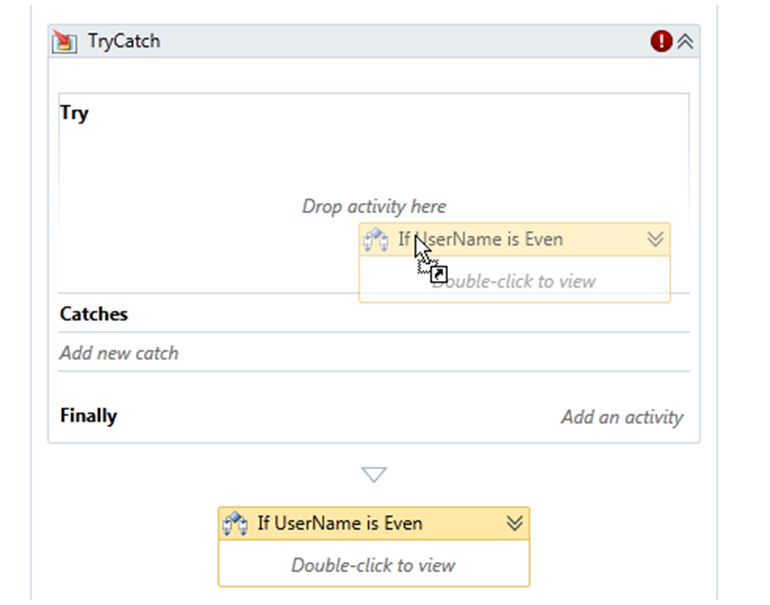 TryCatch
Try
Drop activity here
If UserName is Even
Double-click to view
Catches
Add new catch
Finally
Add an activity
If UserName is Even
Double-click to view